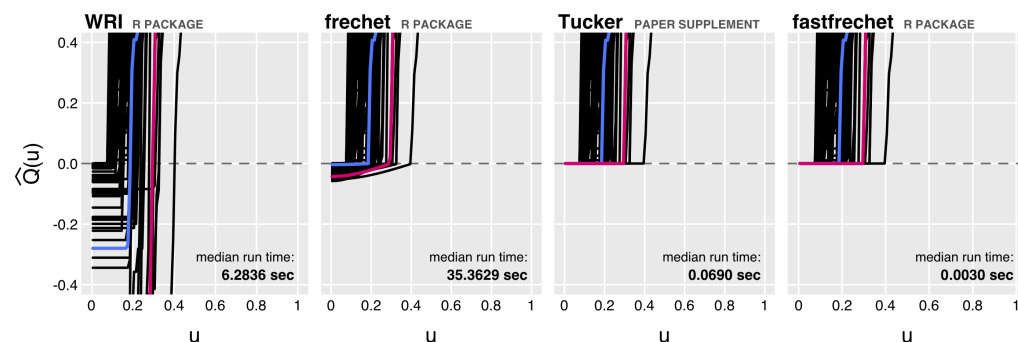 WRI R PACKAGE
frechet R PACKAGE
Tucker PAPER SUPPLEMENT
fastfrechet R PACKAGE
Q̂(u)
0.4
0.2
0.0
-0.2
-0.4
median run time:
6.2836 sec
median run time:
35.3629 sec
median run time:
0.0690 sec
median run time:
0.0030 sec
0 0.2 0.4 0.6 0.8 1
0 0.2 0.4 0.6 0.8 1
0 0.2 0.4 0.6 0.8 1
0 0.2 0.4 0.6 0.8 1
u
u
u
u